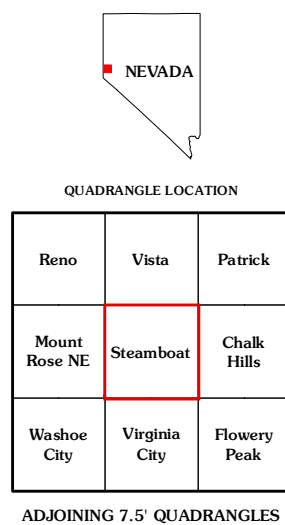 NEVADA
QUADRANGLE LOCATION
Reno
Vista
Patrick
Mount
Rose NE
Steamboat
Chalk
Hills
Washoe
City
Virginia
City
Flowery
Peak
ADJOINING 7.5' QUADRANGLES